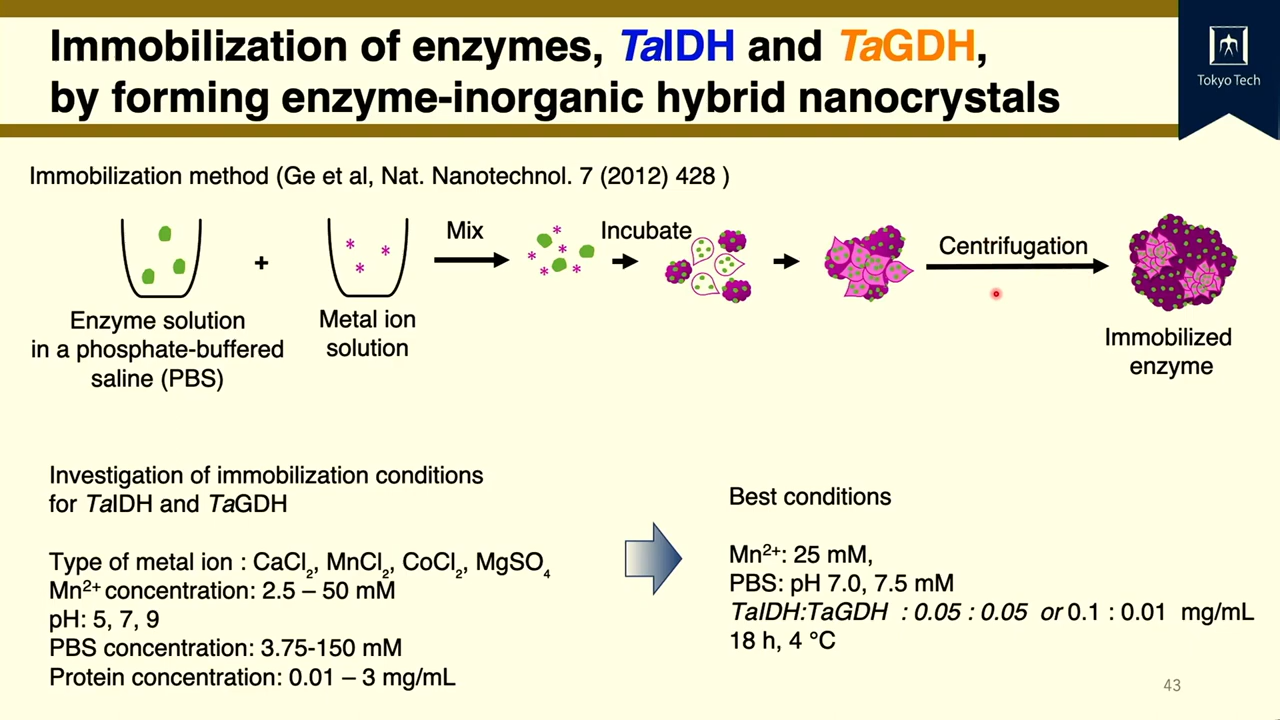 Immobilization of enzymes, TaIDH and TaGDH,
by forming enzyme-inorganic hybrid nanocrystals
Tokyo Tech
Immobilization method (Ge et al, Nat. Nanotechnol. 7 (2012) 428 )
Mix
Incubate
Centrifugation
+
Enzyme solution
in a phosphate-buffered
saline (PBS)
Metal ion
solution
Immobilized
enzyme
Investigation of immobilization conditions
for TaIDH and TaGDH
Type of metal ion : CaCl₂, MnCl₂, CoCl₂, MgSO₄
Mn²⁺ concentration: 2.5 – 50 mM
pH: 5, 7, 9
PBS concentration: 3.75-150 mM
Protein concentration: 0.01 – 3 mg/mL
Best conditions
Mn²⁺: 25 mM,
PBS: pH 7.0, 7.5 mM
TaIDH:TaGDH : 0.05 : 0.05 or 0.1 : 0.01 mg/mL
18 h, 4 °C
43